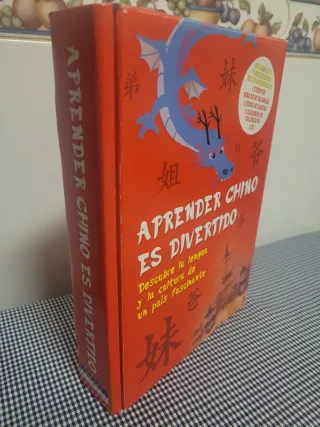 APRENDER CHINO ES DIVERTIDO
弟
妹
姐
爷
爸
妹
APRENDER CHINO
ES DIVERTIDO
Descubre la lengua
y la cultura de
un país fascinante